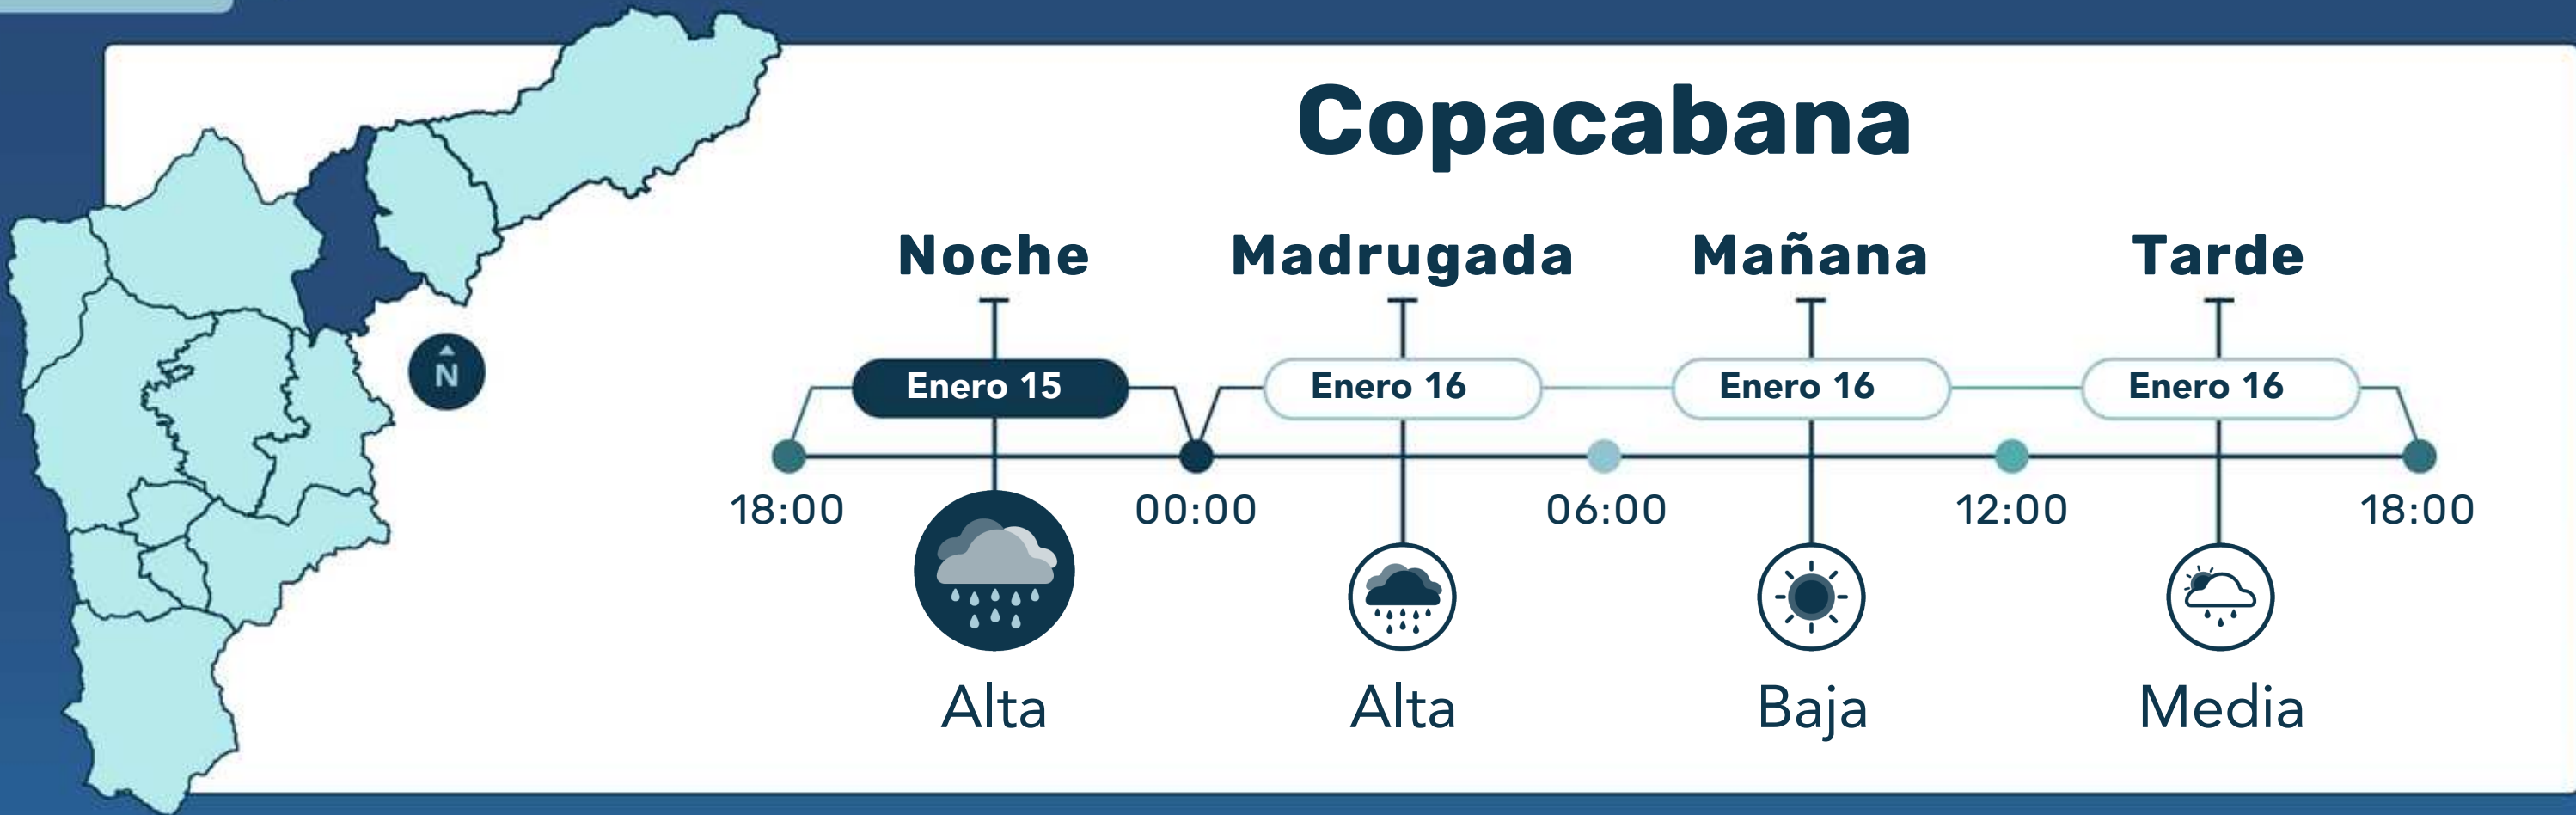 Copacabana
Noche Madrugada Mañana Tarde
Enero 15 Enero 16 Enero 16 Enero 16
N
18:00 00:00 06:00 12:00 18:00
Alta Alta Baja Media